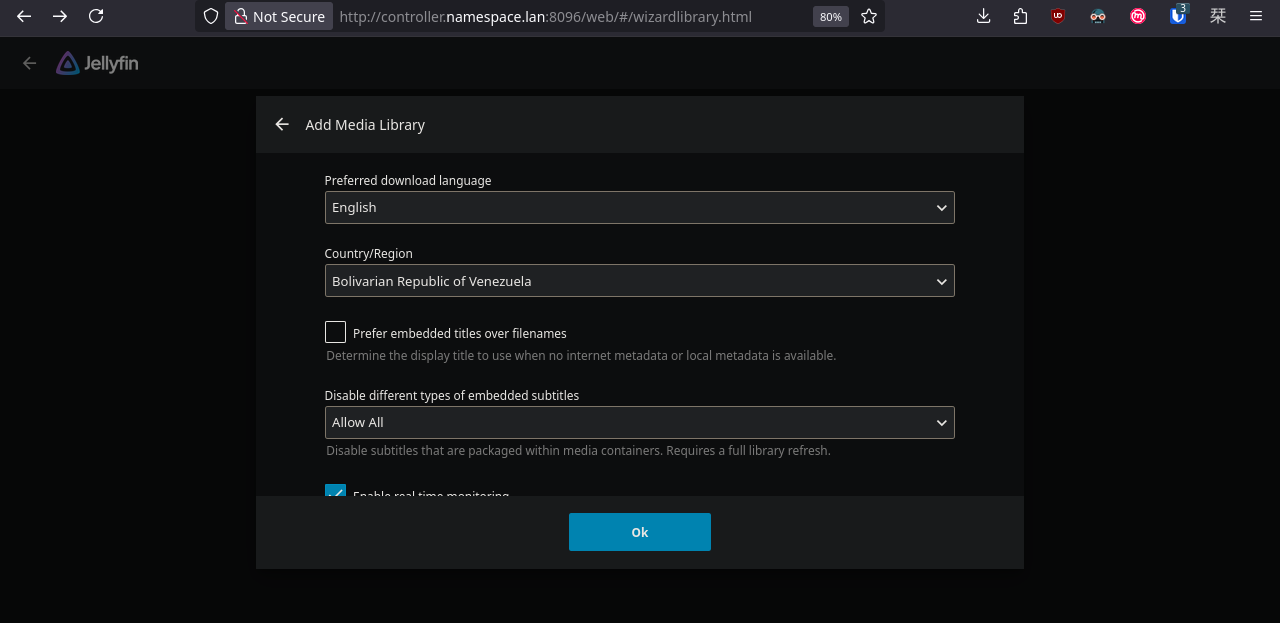 Not Secure
http://controller.namespace.lan:8096/web/#/wizardlibrary.html
80%
UD
m
3
栞
Jellyfin
Add Media Library
Preferred download language
English
Country/Region
Bolivarian Republic of Venezuela
Prefer embedded titles over filenames
Determine the display title to use when no internet metadata or local metadata is available.
Disable different types of embedded subtitles
Allow All
Disable subtitles that are packaged within media containers. Requires a full library refresh.
Enable real time monitoring
Ok